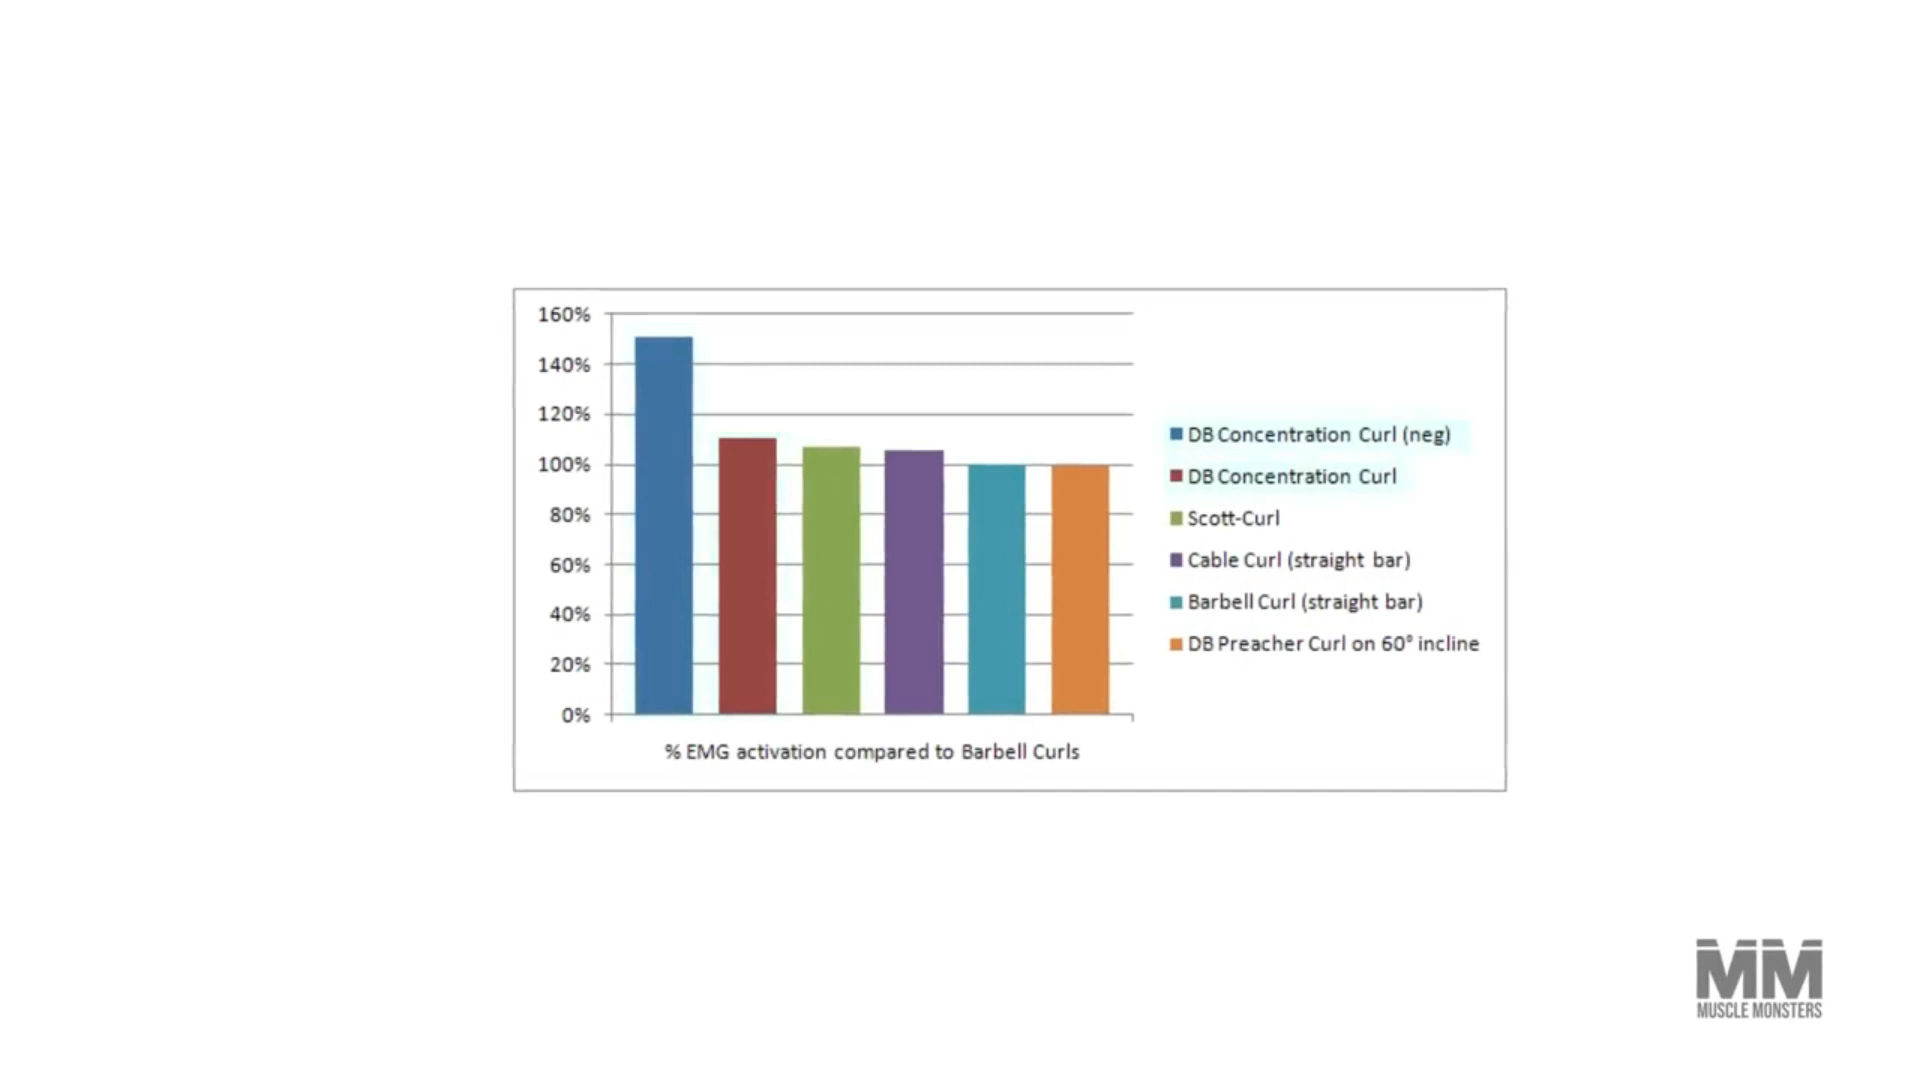 160%
140%
120%
100%
80%
60%
40%
20%
0%
% EMG activation compared to Barbell Curls
DB Concentration Curl (neg)
DB Concentration Curl
Scott-Curl
Cable Curl (straight bar)
Barbell Curl (straight bar)
DB Preacher Curl on 60° incline
MM
MUSCLE MONSTERS